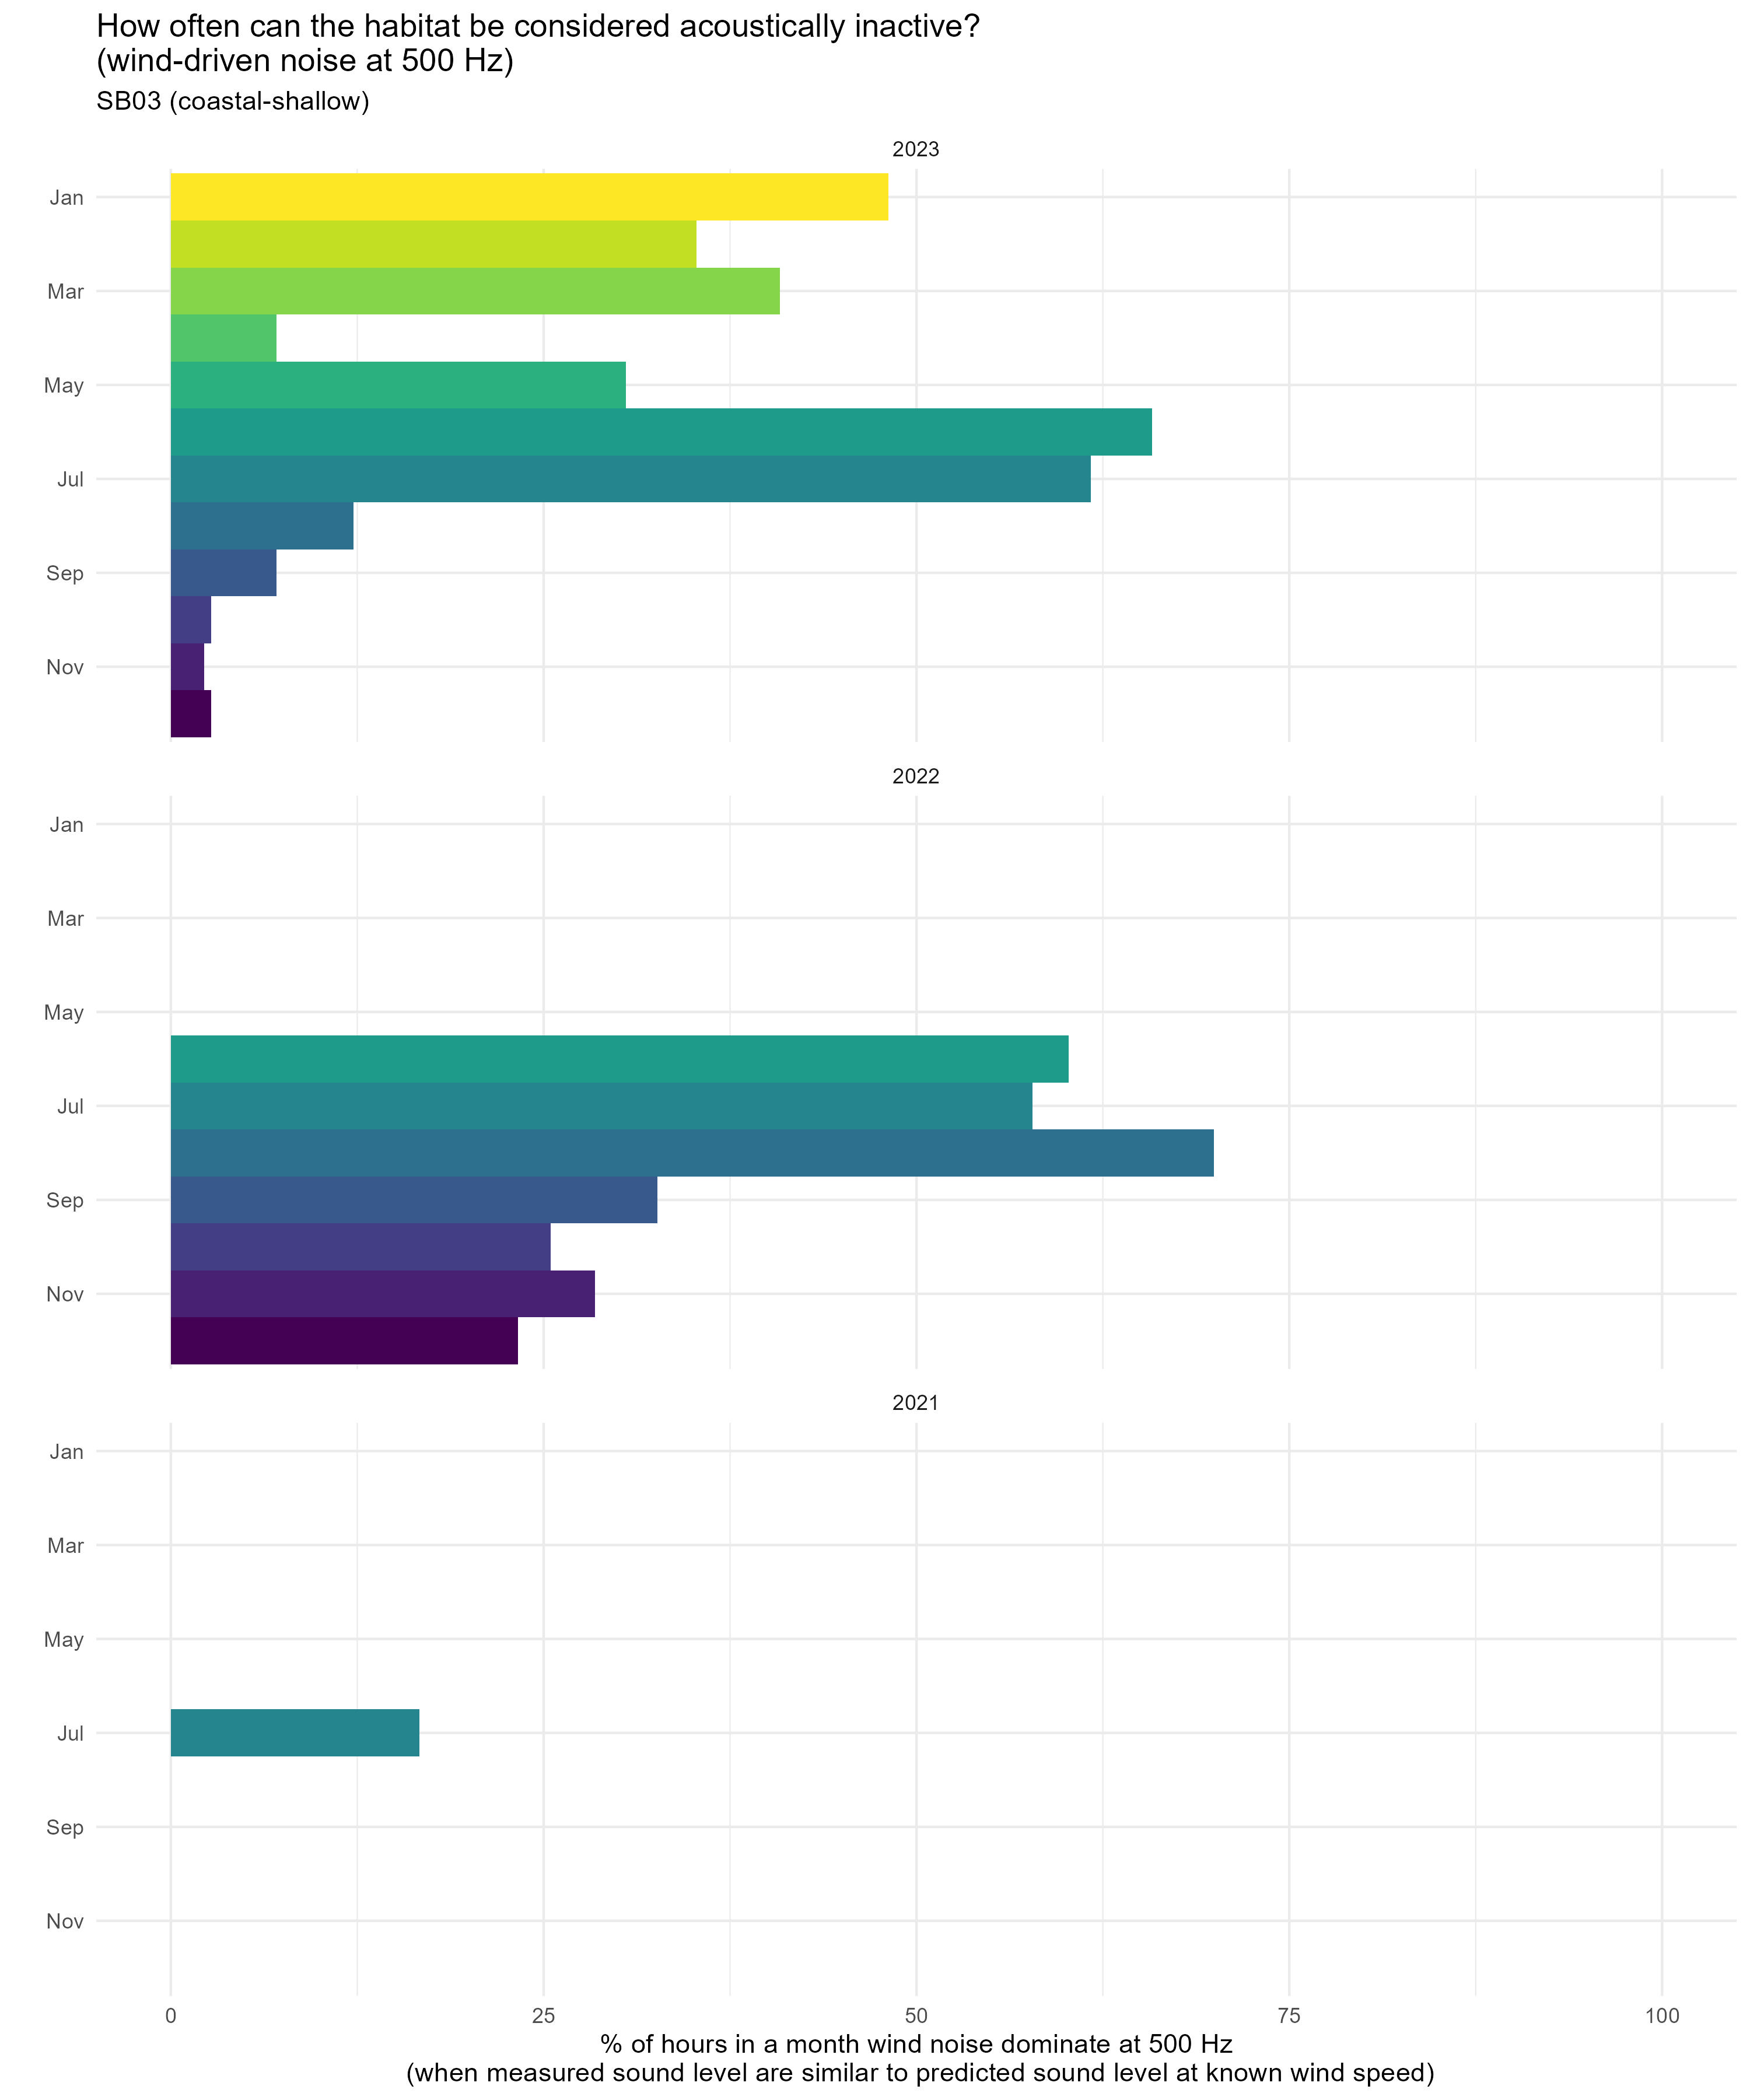 How often can the habitat be considered acoustically inactive?
(wind-driven noise at 500 Hz)
SB03 (coastal-shallow)
2023
Jan
Mar
May
Jul
Sep
Nov
2022
Jan
Mar
May
Jul
Sep
Nov
2021
Jan
Mar
May
Jul
Sep
Nov
0 25 50 75 100
% of hours in a month wind noise dominate at 500 Hz
(when measured sound level are similar to predicted sound level at known wind speed)